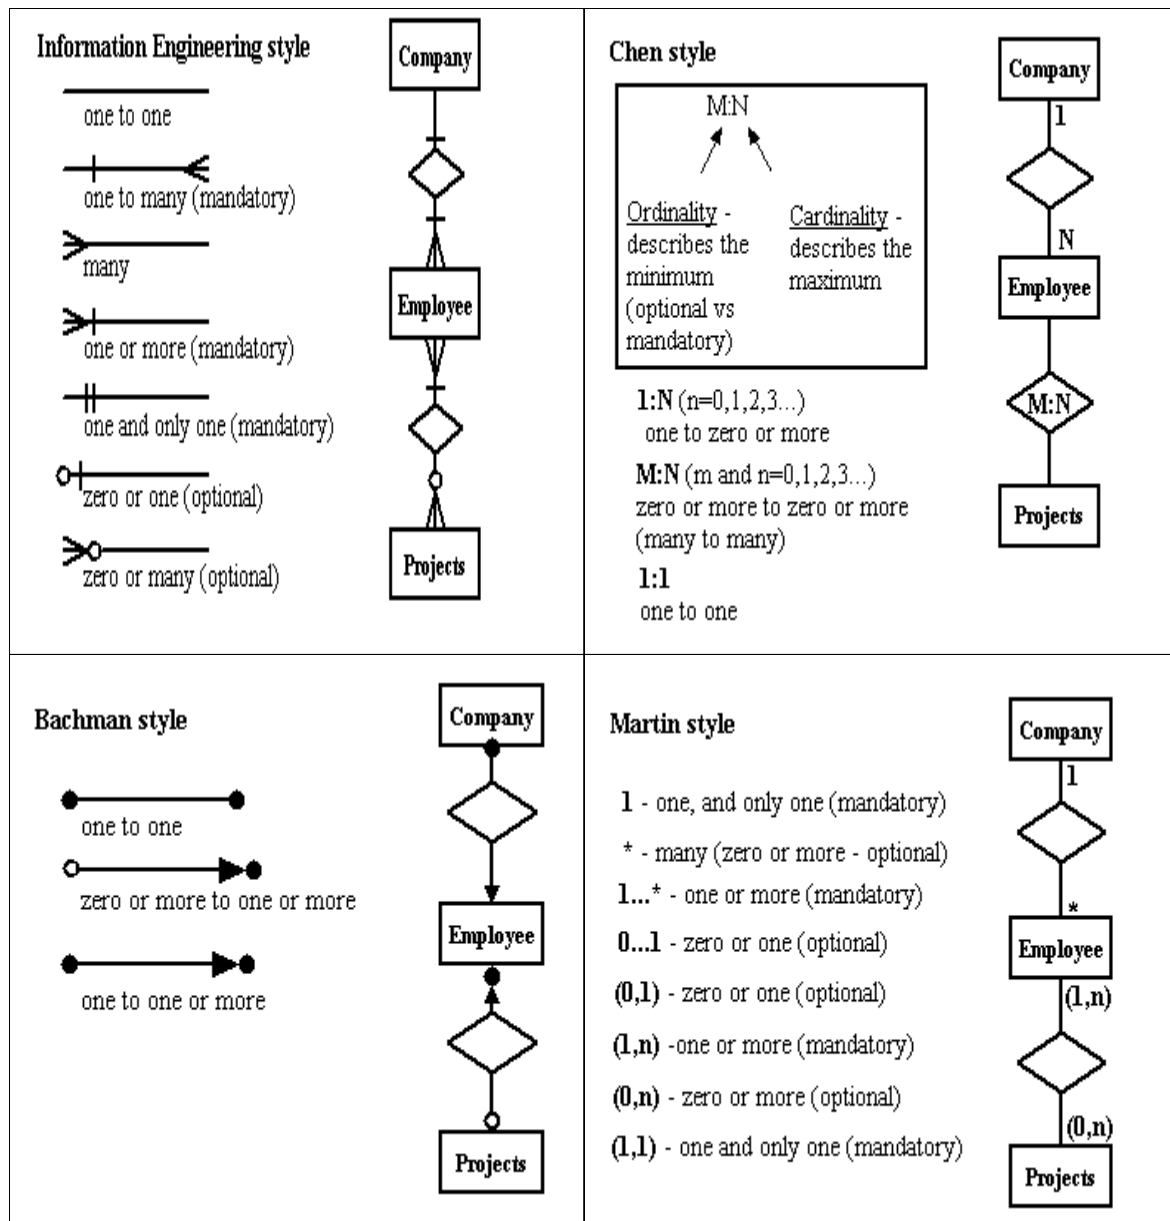 Information Engineering style
one to one
one to many (mandatory)
many
one or more (mandatory)
one and only one (mandatory)
zero or one (optional)
zero or many (optional)
Company
Employee
Projects
Chen style
M:N
Ordinality -
describes the
minimum
(optional vs
mandatory)
Cardinality -
describes the
maximum
1:N (n=0,1,2,3...)
one to zero or more
M:N (m and n=0,1,2,3...)
zero or more to zero or more
(many to many)
1:1
one to one
Company
1
N
Employee
M:N
Projects
Bachman style
one to one
zero or more to one or more
one to one or more
Company
Employee
Projects
Martin style
1 - one, and only one (mandatory)
* - many (zero or more - optional)
1...* - one or more (mandatory)
0...1 - zero or one (optional)
(0,1) - zero or one (optional)
(1,n) -one or more (mandatory)
(0,n) - zero or more (optional)
(1,1) - one and only one (mandatory)
Company
1
*
Employee
(1,n)
(0,n)
Projects